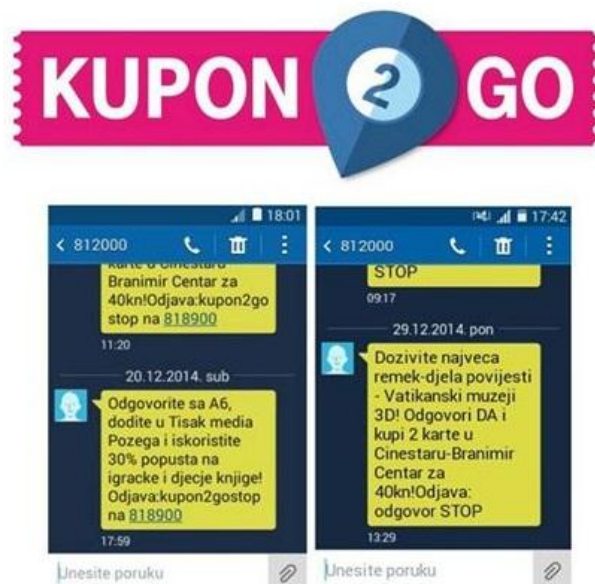 KUPON 2 GO
18:01
< 812000
karte u Cinestaru
Branimir Centar za
40kn!Odjava:kupon2go
stop na 818900
11:20
20.12.2014. sub
Odgovorite sa A6,
dodite u Tisak media
Pozega i iskoristite
30% popusta na
igracke i djecje knjige!
Odjava:kupon2gostop
na 818900
17:59
Unesite poruku
17:42
< 812000
STOP
09:17
29.12.2014. pon
Dozivite najveca
remek-djela povijesti
- Vatikanski muzeji
3D! Odgovori DA i
kupi 2 karte u
Cinestaru-Branimir
Centar za
40kn!Odjava:
odgovor STOP
13:29
Unesite poruku